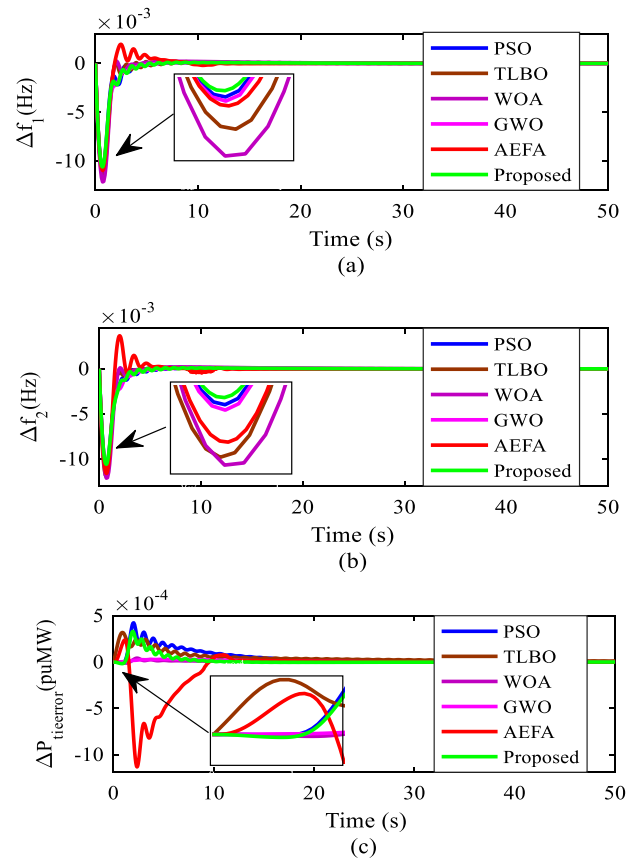 ×10⁻³
Δf₁(Hz)
0
-5
-10
PSO
TLBO
WOA
GWO
AEFA
Proposed
0 10 20 30 40 50
Time (s)
(a)
×10⁻³
Δf₂(Hz)
0
-5
-10
PSO
TLBO
WOA
GWO
AEFA
Proposed
0 10 20 30 40 50
Time (s)
(b)
×10⁻⁴
ΔP tieerror(puMW)
5
0
-5
-10
PSO
TLBO
WOA
GWO
AEFA
Proposed
0 10 20 30 40 50
Time (s)
(c)